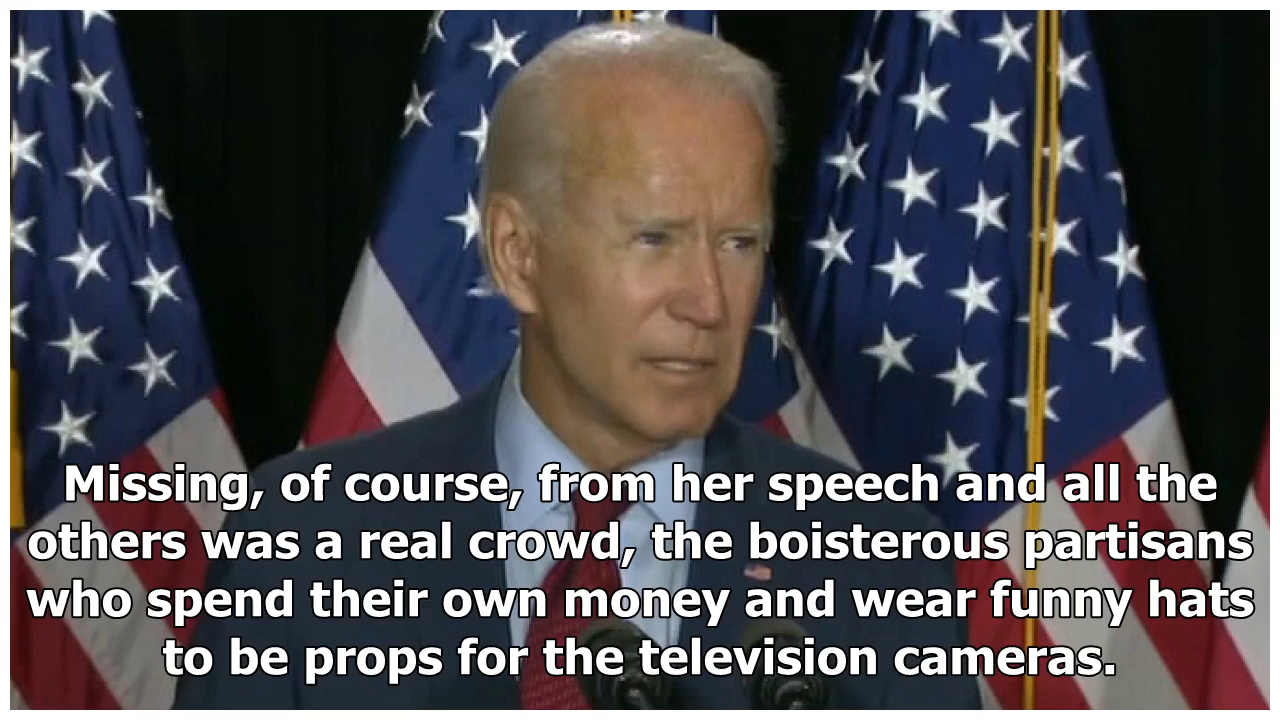 Missing, of course, from her speech and all the
others was a real crowd, the boisterous partisans
who spend their own money and wear funny hats
to be props for the television cameras.